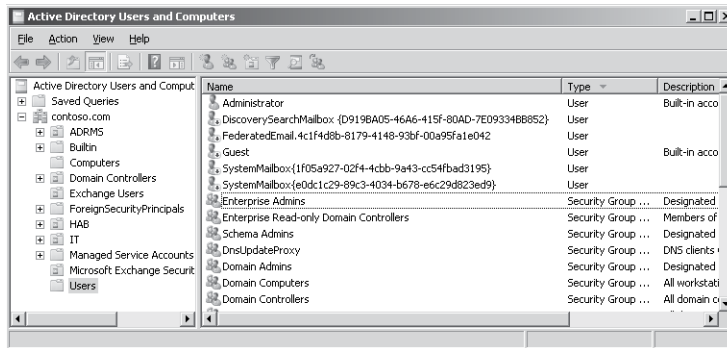 Active Directory Users and Computers
File Action View Help
Active Directory Users and Comput
Saved Queries
contoso.com
ADRMS
Builtin
Computers
Domain Controllers
Exchange Users
ForeignSecurityPrincipals
HAB
IT
Managed Service Accounts
Microsoft Exchange Securit
Users
Name Type Description
Administrator User Built-in acco
DiscoverySearchMailbox {D919BA05-46A6-415f-80AD-7E09334BB852} User
FederatedEmail.4c1f4d8b-8179-4148-93bf-00a95fa1e042 User
Guest User Built-in acco
SystemMailbox{1f05a927-02f4-4cbb-9a43-cc54fbad3195} User
SystemMailbox{e0dc1c29-89c3-4034-b678-e6c29d823ed9} User
Enterprise Admins Security Group ... Designated
Enterprise Read-only Domain Controllers Security Group ... Members of
Schema Admins Security Group ... Designated
DnsUpdateProxy Security Group ... DNS clients
Domain Admins Security Group ... Designated
Domain Computers Security Group ... All workstati
Domain Controllers Security Group ... All domain co